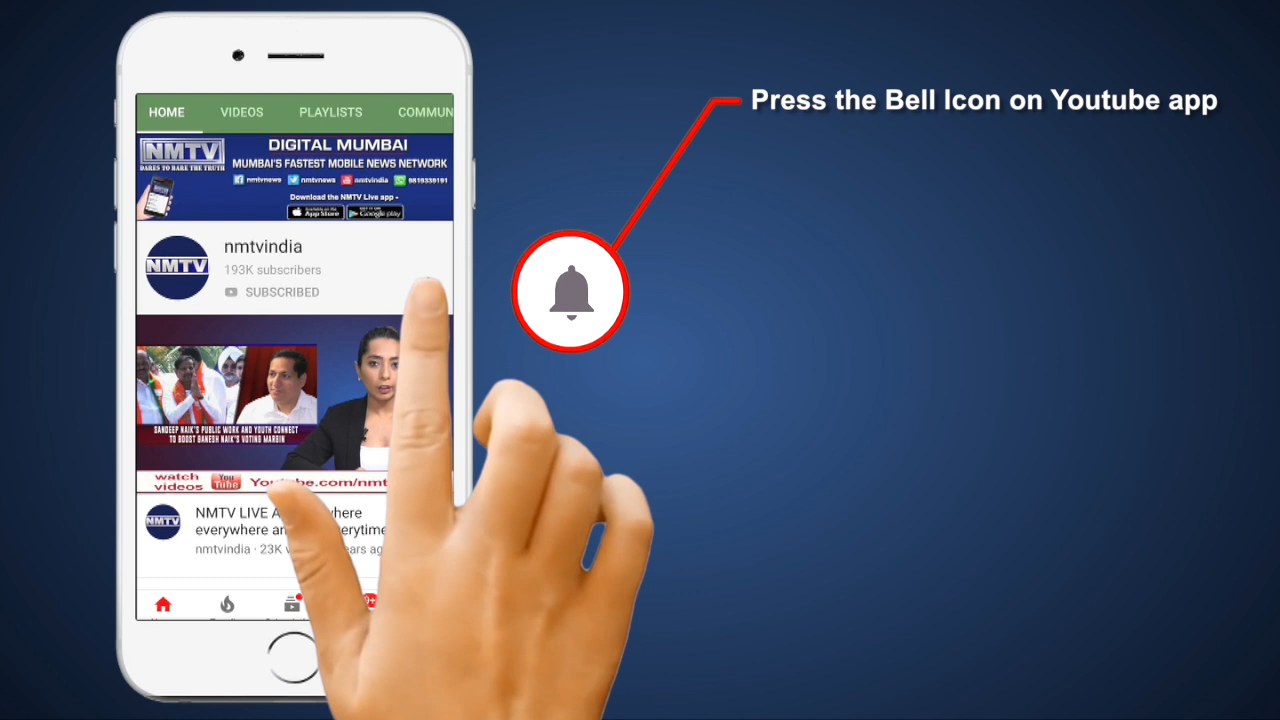 Press the Bell Icon on Youtube app
HOME VIDEOS PLAYLISTS COMMUN
NMTV
DARES TO BARE THE TRUTH
DIGITAL MUMBAI
MUMBAI'S FASTEST MOBILE NEWS NETWORK
nmtvnews nmtvnews nmtvindia 9819339191
Download the NMTV Live app -
App Store Google play
NMTV
nmtvindia
193K subscribers
SUBSCRIBED
SANDEEP NAIK'S PUBLIC WORK AND YOUTH CONNECT
TO BOOST GANESH NAIK'S VOTING MARGIN
watch
videos
You
Tube
NMTV
NMTV LIVE
everywhere
nmtvindia · 23K
9+